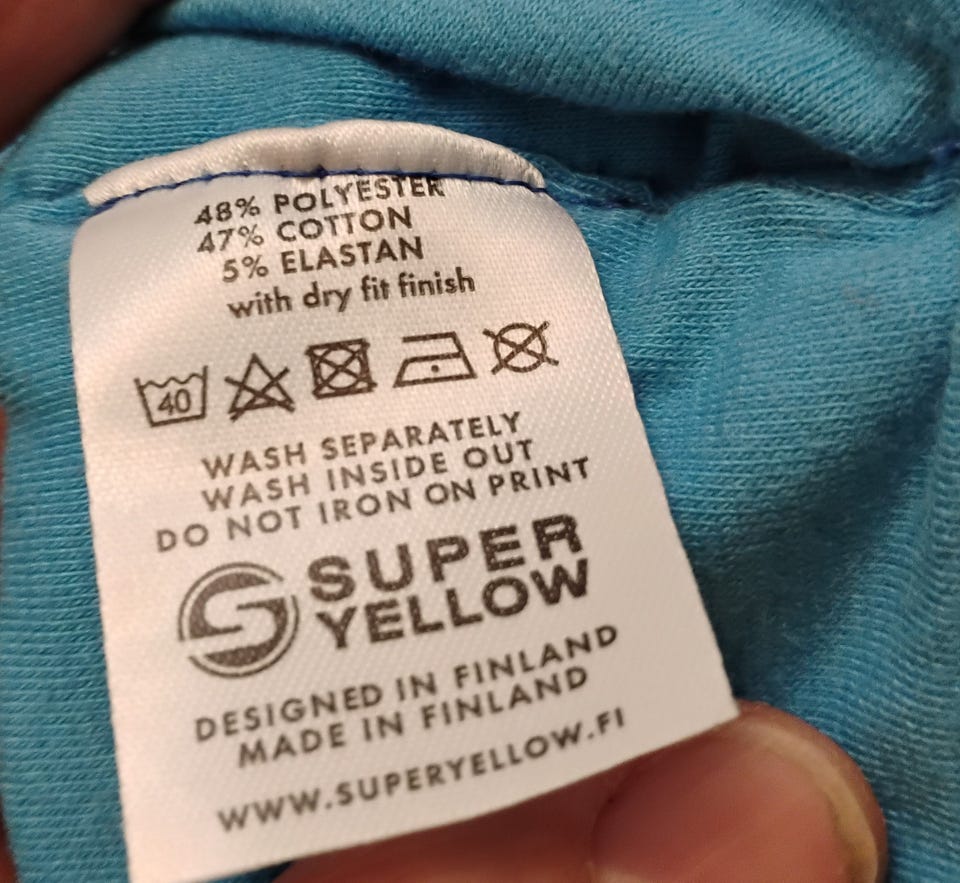 48% POLYESTER
47% COTTON
5% ELASTAN
with dry fit finish
40
WASH SEPARATELY
WASH INSIDE OUT
DO NOT IRON ON PRINT
SUPER
YELLOW
DESIGNED IN FINLAND
MADE IN FINLAND
WWW.SUPERYELLOW.FI